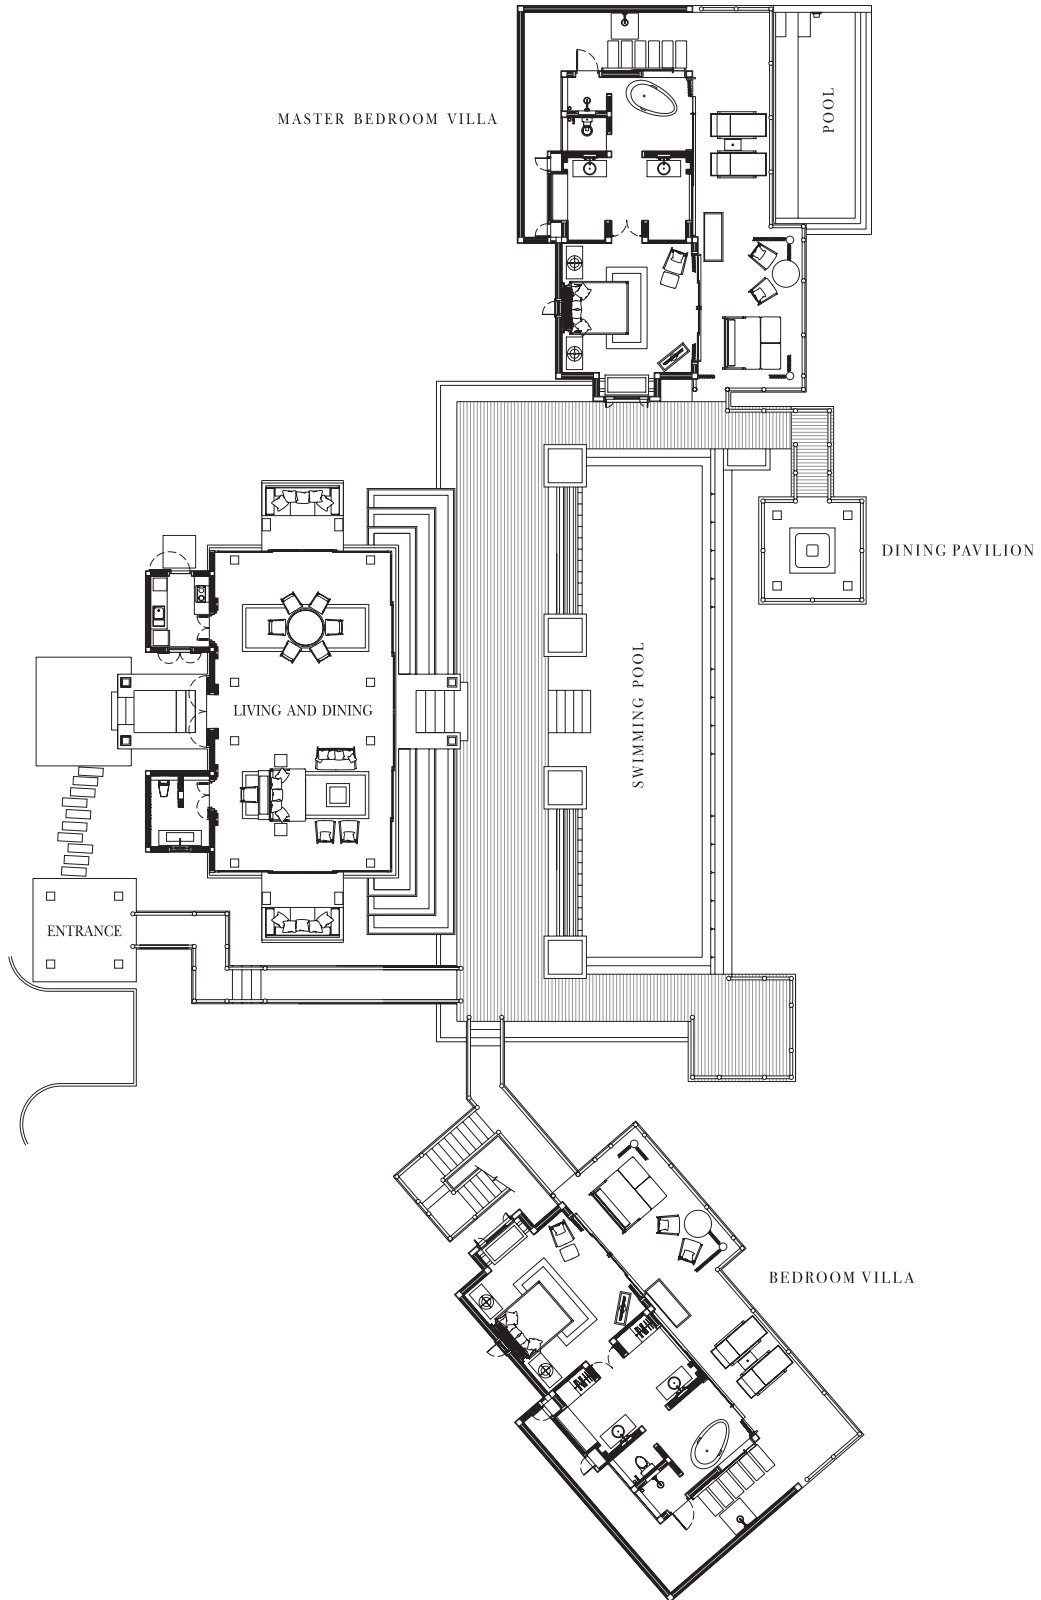 MASTER BEDROOM VILLA
POOL
DINING PAVILION
SWIMMING POOL
LIVING AND DINING
ENTRANCE
BEDROOM VILLA